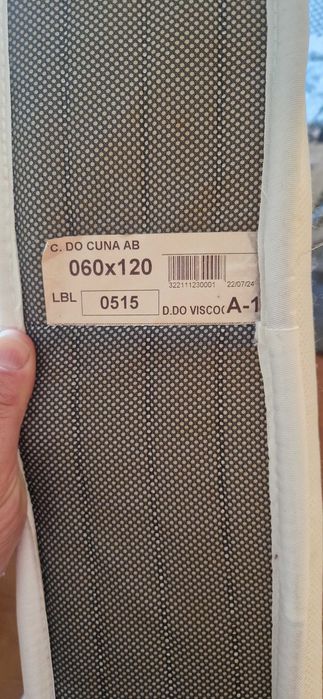 C. DO CUNA AB
060x120
322111230001 22/07/24
LBL 0515 D.DO VISCO( A-1